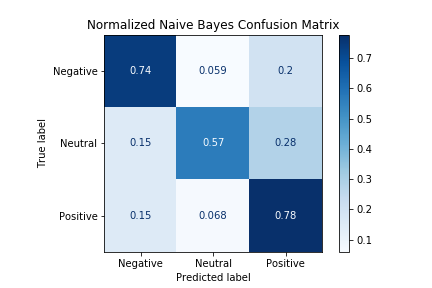 Normalized Naive Bayes Confusion Matrix
True label
Negative 0.74 0.059 0.2
Neutral 0.15 0.57 0.28
Positive 0.15 0.068 0.78
Negative Neutral Positive
Predicted label
0.7
0.6
0.5
0.4
0.3
0.2
0.1